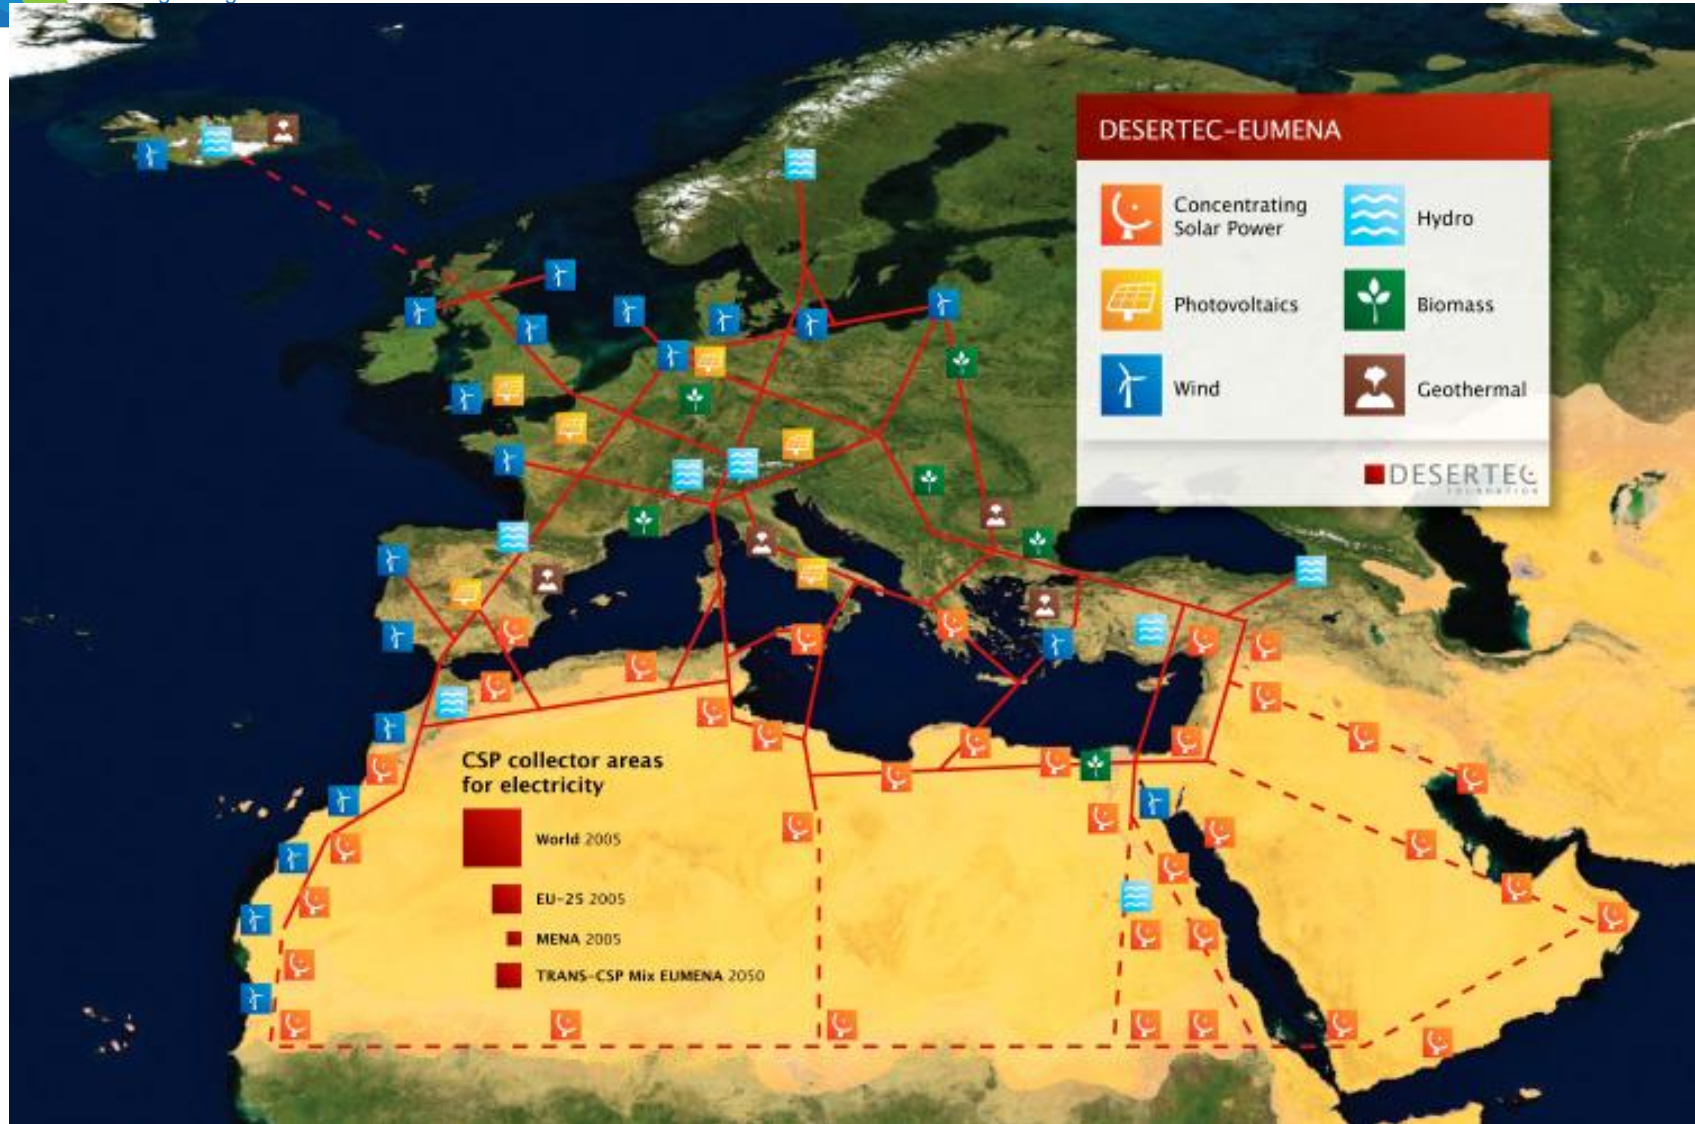 DESERTEC-EUMENA
Concentrating
Solar Power
Hydro
Photovoltaics
Biomass
Wind
Geothermal
DESERTEC
FOUNDATION
CSP collector areas
for electricity
World 2005
EU-25 2005
MENA 2005
TRANS-CSP Mix EUMENA 2050